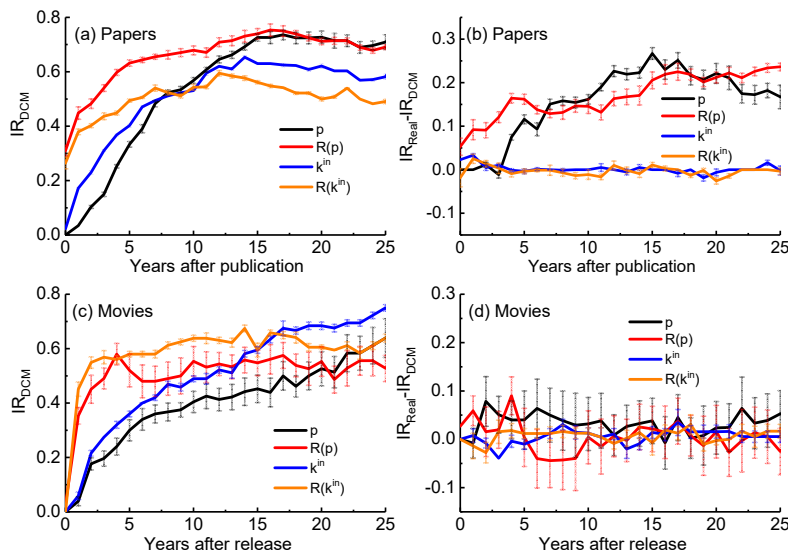 (a) Papers
IR_DCM
0.8
0.6
0.4
0.2
0.0
p
R(p)
k^in
R(k^in)
0 5 10 15 20 25
Years after publication
(b) Papers
IR_Real-IR_DCM
0.3
0.2
0.1
0.0
-0.1
p
R(p)
k^in
R(k^in)
0 5 10 15 20 25
Years after publication
(c) Movies
IR_DCM
0.8
0.6
0.4
0.2
0.0
p
R(p)
k^in
R(k^in)
0 5 10 15 20 25
Years after release
(d) Movies
IR_Real-IR_DCM
0.3
0.2
0.1
0.0
-0.1
p
R(p)
k^in
R(k^in)
0 5 10 15 20 25
Years after release